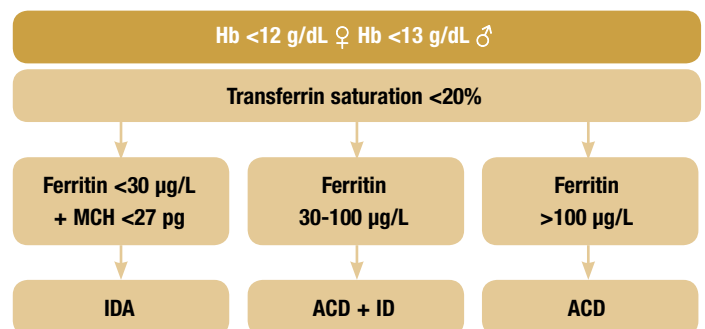 Hb <12 g/dL ♀ Hb <13 g/dL ♂
Transferrin saturation <20%
Ferritin <30 µg/L
+ MCH <27 pg
Ferritin
30-100 µg/L
Ferritin
>100 µg/L
IDA
ACD + ID
ACD